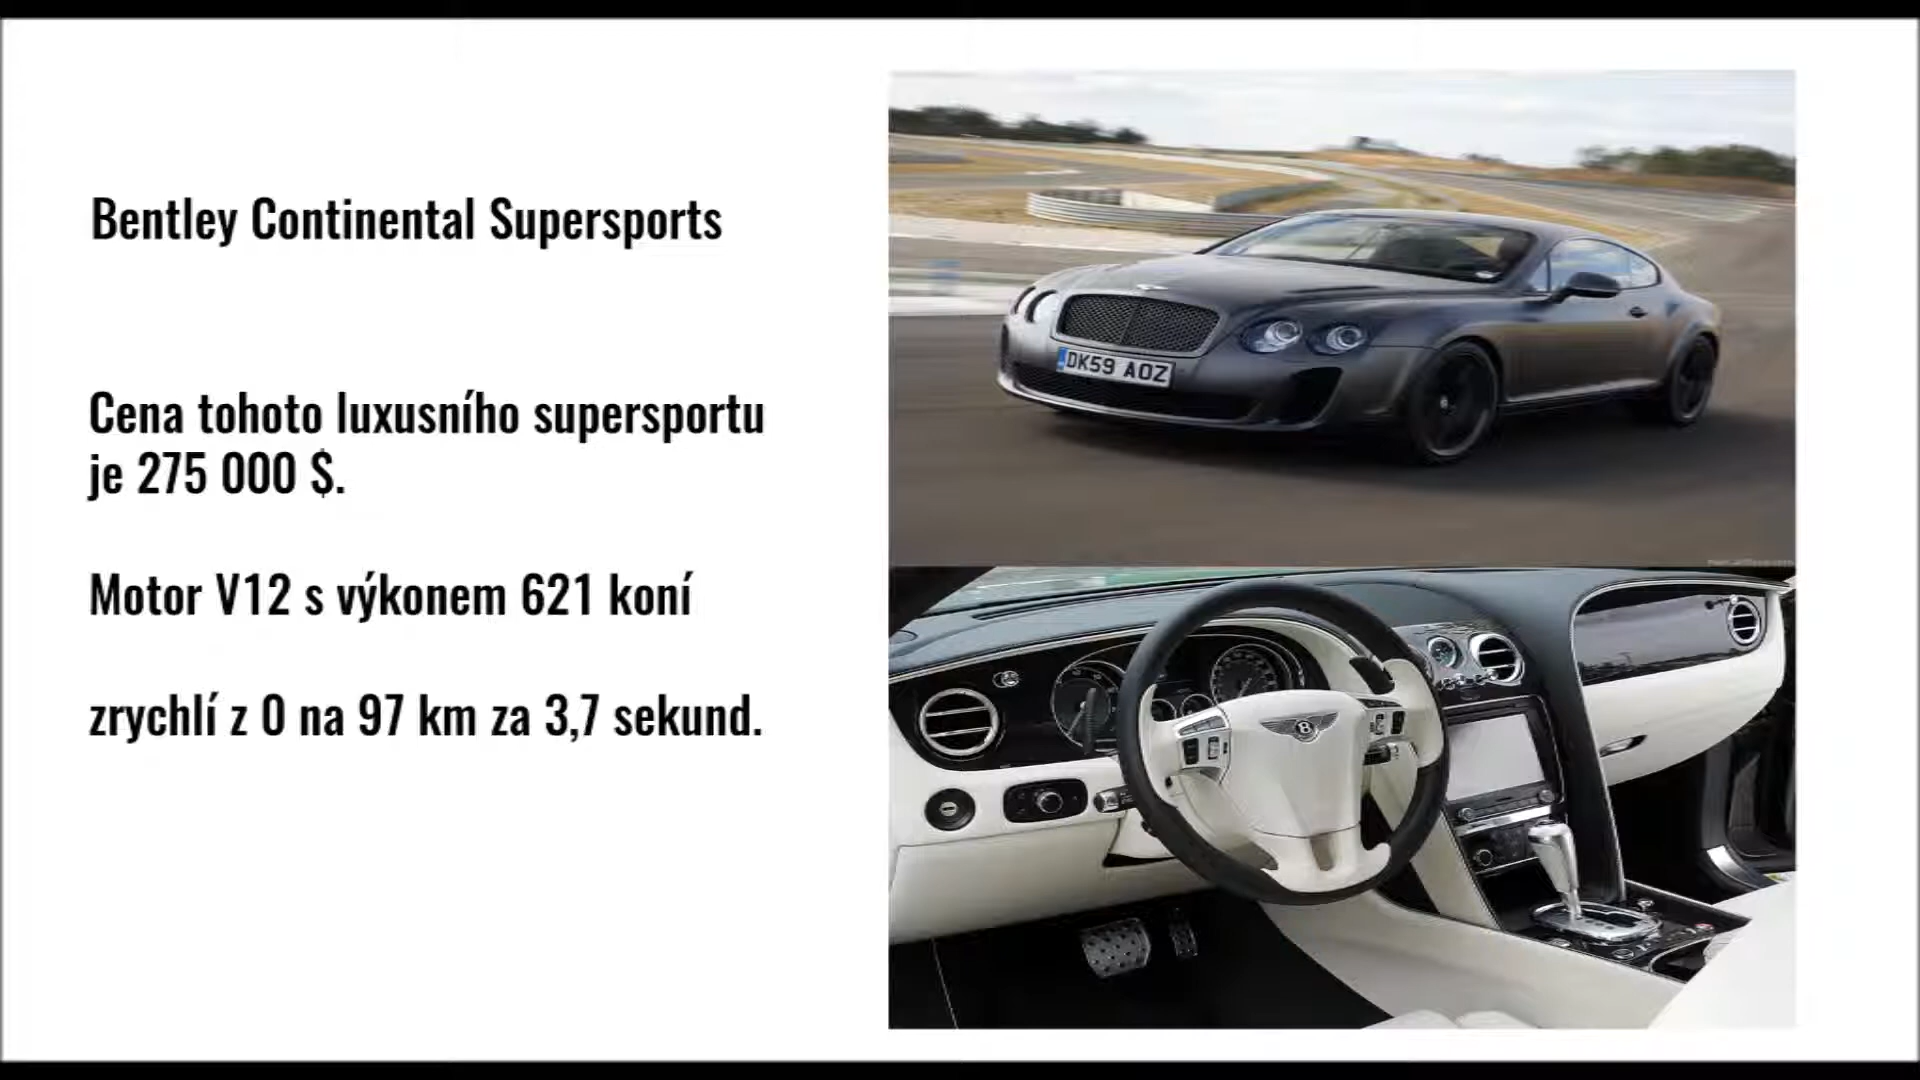 Bentley Continental Supersports
Cena tohoto luxusního supersportu
je 275 000 $.
Motor V12 s výkonem 621 koní
zrychlí z 0 na 97 km za 3,7 sekund.
DK59 AOZ
B